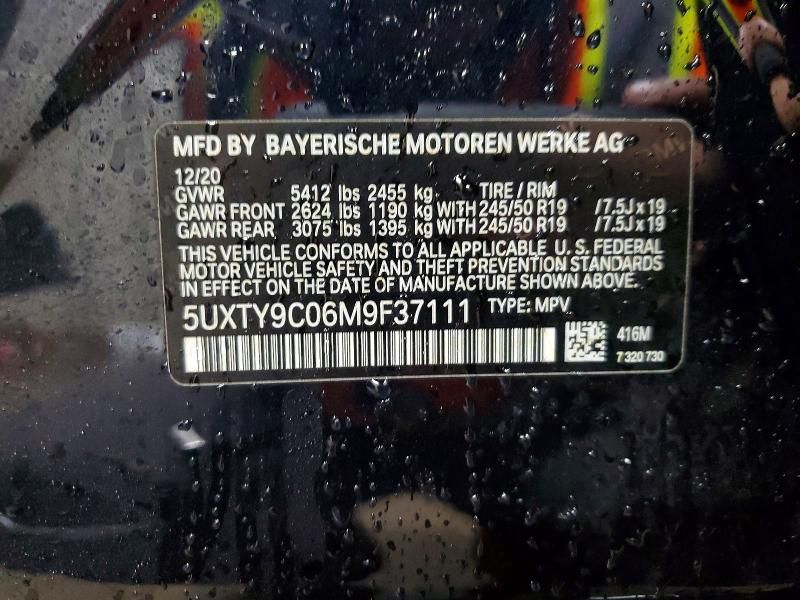 MFD BY BAYERISCHE MOTOREN WERKE AG
12/20
GVWR 5412 lbs 2455 kg TIRE / RIM
GAWR FRONT 2624 lbs 1190 kg WITH 245/50 R19 /7.5J x 19
GAWR REAR 3075 lbs 1395 kg WITH 245/50 R19 /7.5J x 19
THIS VEHICLE CONFORMS TO ALL APPLICABLE U. S. FEDERAL
MOTOR VEHICLE SAFETY AND THEFT PREVENTION STANDARDS
IN EFFECT ON THE DATE OF MANUFACTURE SHOWN ABOVE.
5UXTY9C06M9F37111 TYPE: MPV
416M
7 320 730